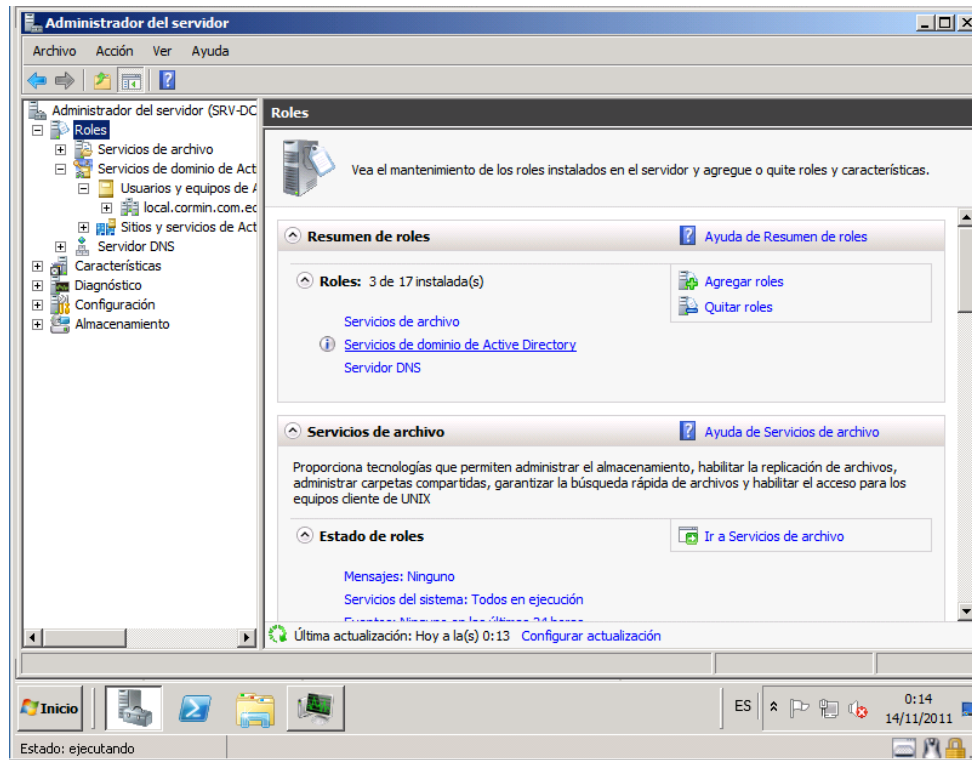 Administrador del servidor
Archivo Acción Ver Ayuda
Administrador del servidor (SRV-DC
Roles
Servicios de archivo
Servicios de dominio de Act
Usuarios y equipos de A
local.cormin.com.ec
Sitios y servicios de Act
Servidor DNS
Características
Diagnóstico
Configuración
Almacenamiento
Roles
Vea el mantenimiento de los roles instalados en el servidor y agregue o quite roles y características.
Resumen de roles
Ayuda de Resumen de roles
Roles: 3 de 17 instalada(s)
Agregar roles
Quitar roles
Servicios de archivo
Servicios de dominio de Active Directory
Servidor DNS
Servicios de archivo
Ayuda de Servicios de archivo
Proporciona tecnologías que permiten administrar el almacenamiento, habilitar la replicación de archivos,
administrar carpetas compartidas, garantizar la búsqueda rápida de archivos y habilitar el acceso para los
equipos cliente de UNIX
Estado de roles
Ir a Servicios de archivo
Mensajes: Ninguno
Servicios del sistema: Todos en ejecución
Eventos: Ninguno en las últimas 24 horas
Última actualización: Hoy a la(s) 0:13 Configurar actualización
Inicio
ES
0:14
14/11/2011
Estado: ejecutando